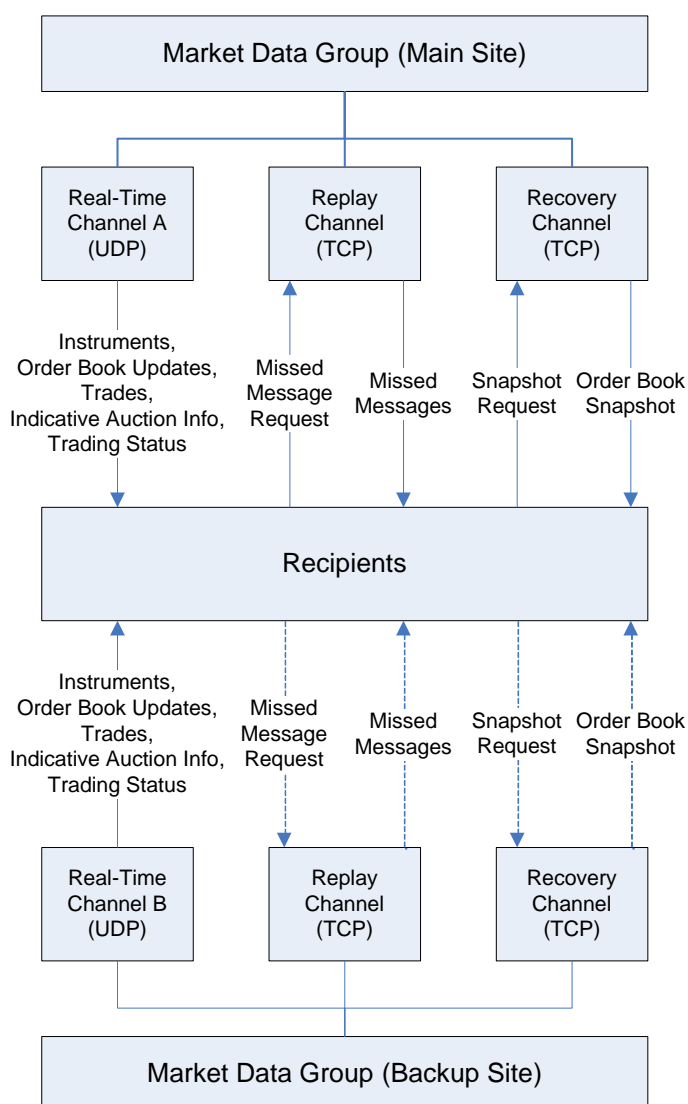 Market Data Group (Main Site)
Real-Time
Channel A
(UDP)
Replay
Channel
(TCP)
Recovery
Channel
(TCP)
Instruments,
Order Book Updates,
Trades,
Indicative Auction Info,
Trading Status
Missed
Message
Request
Missed
Messages
Snapshot
Request
Order Book
Snapshot
Recipients
Instruments,
Order Book Updates,
Trades,
Indicative Auction Info,
Trading Status
Missed
Message
Request
Missed
Messages
Snapshot
Request
Order Book
Snapshot
Real-Time
Channel B
(UDP)
Replay
Channel
(TCP)
Recovery
Channel
(TCP)
Market Data Group (Backup Site)